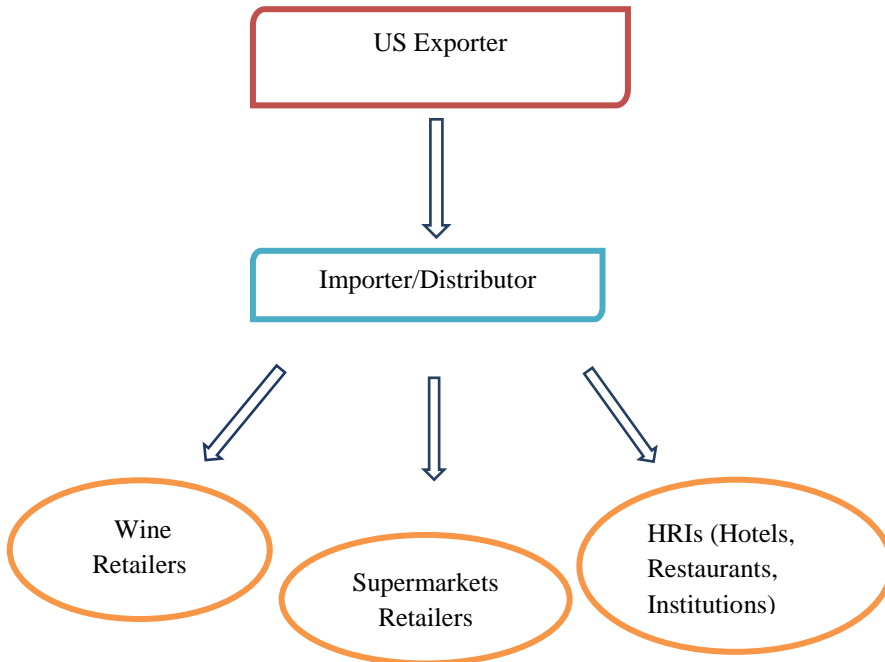 US Exporter
Importer/Distributor
Wine
Retailers
Supermarkets
Retailers
HRIs (Hotels,
Restaurants,
Institutions)